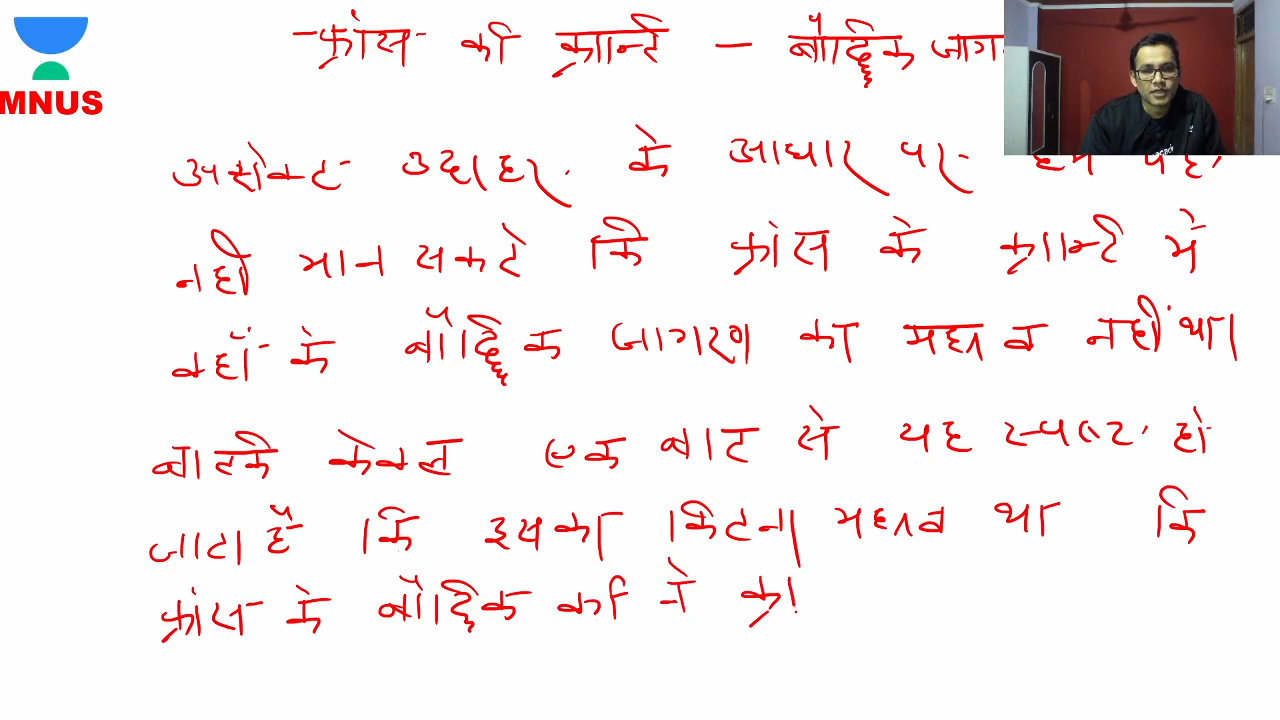 MNUS
फ्रांस की क्रान्ति – बौद्धिक जाग
उपरोक्त उदाहर के आधार पर हम यह
नहीं मान सकते कि फ्रांस के क्रान्ति में
वहाँ के बौद्धिक जागरण का महत्व नहीं था।
बल्कि केवल एक बात से यह स्पष्ट हो
जाता है कि इसका कितना महत्व था कि
फ्रांस के बौद्धिक वर्ग ने क्रा